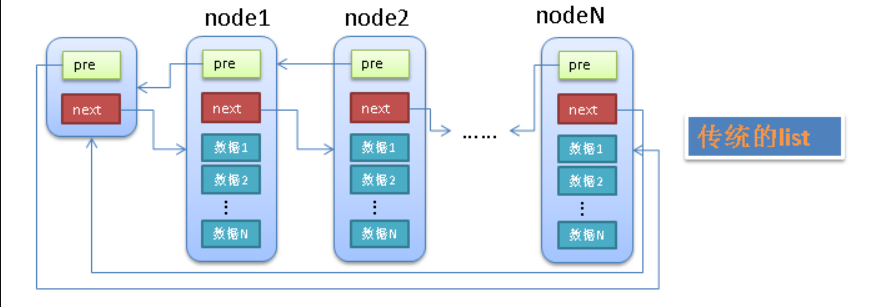 node1
node2
nodeN
pre
next
pre
next
数据1
数据2
⋮
数据N
pre
next
数据1
数据2
⋮
数据N
……
pre
next
数据1
数据2
⋮
数据N
传统的list